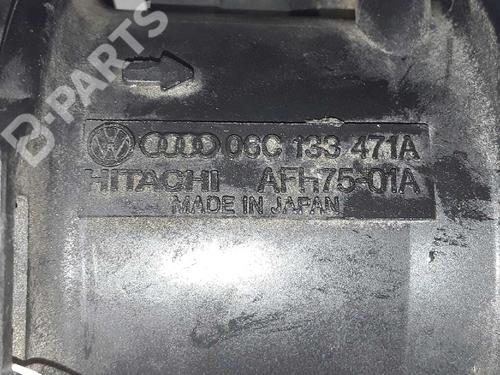 B-PARTS
06C 133 471A
HITACHI AFH75-01A
MADE IN JAPAN